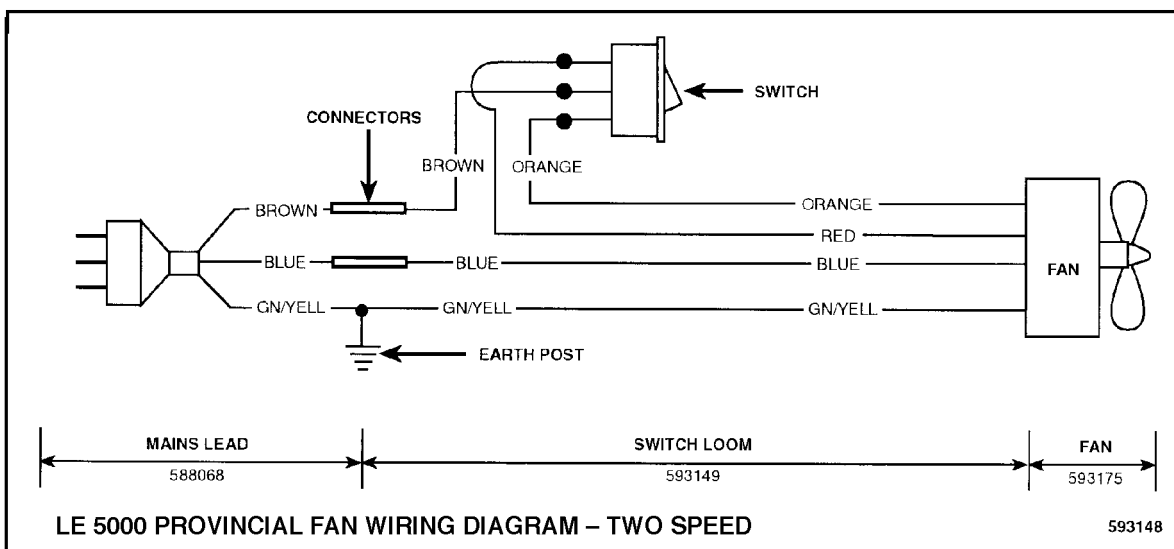 SWITCH
CONNECTORS
BROWN ORANGE
BROWN
ORANGE
RED
BLUE BLUE BLUE
FAN
GN/YELL GN/YELL GN/YELL
EARTH POST
MAINS LEAD SWITCH LOOM FAN
588068 593149 593175
LE 5000 PROVINCIAL FAN WIRING DIAGRAM – TWO SPEED 593148